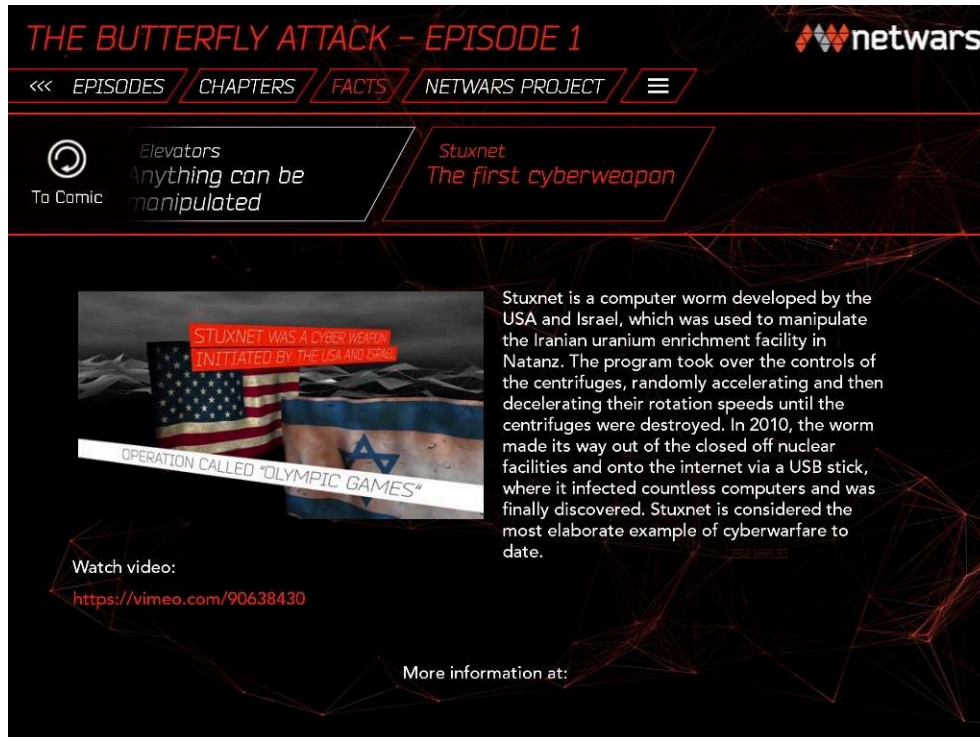 THE BUTTERFLY ATTACK – EPISODE 1
netwars
<<< EPISODES
CHAPTERS
FACTS
NETWARS PROJECT
To Comic
Elevators
Anything can be
manipulated
Stuxnet
The first cyberweapon
STUXNET WAS A CYBER WEAPON
INITIATED BY THE USA AND ISRAEL
OPERATION CALLED "OLYMPIC GAMES"
Stuxnet is a computer worm developed by the
USA and Israel, which was used to manipulate
the Iranian uranium enrichment facility in
Natanz. The program took over the controls of
the centrifuges, randomly accelerating and then
decelerating their rotation speeds until the
centrifuges were destroyed. In 2010, the worm
made its way out of the closed off nuclear
facilities and onto the internet via a USB stick,
where it infected countless computers and was
finally discovered. Stuxnet is considered the
most elaborate example of cyberwarfare to
date.
Watch video:
https://vimeo.com/90638430
More information at: